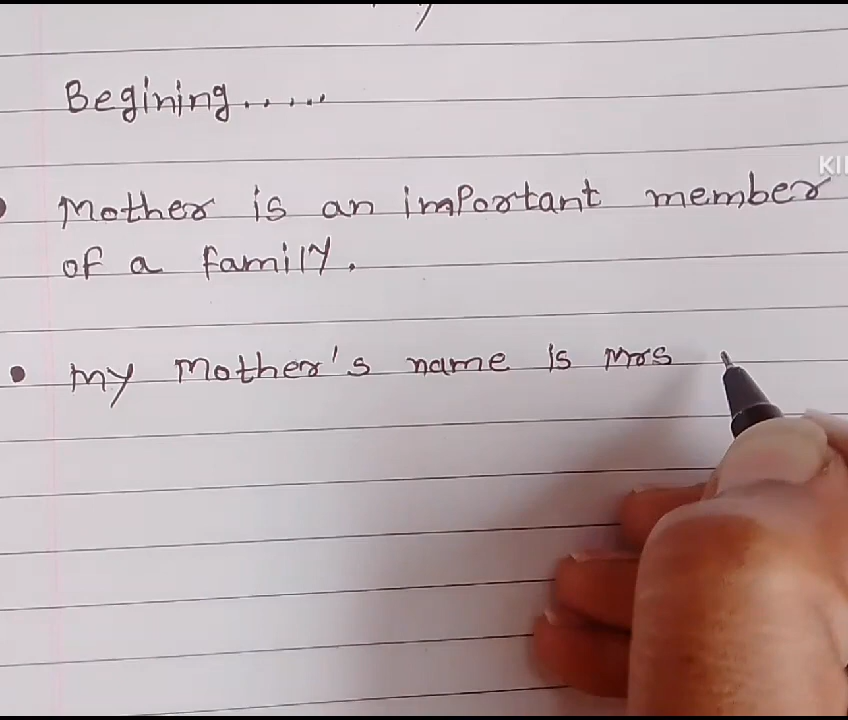 Begining.....
Mother is an important member
of a family.
• My Mother's name is Mrs